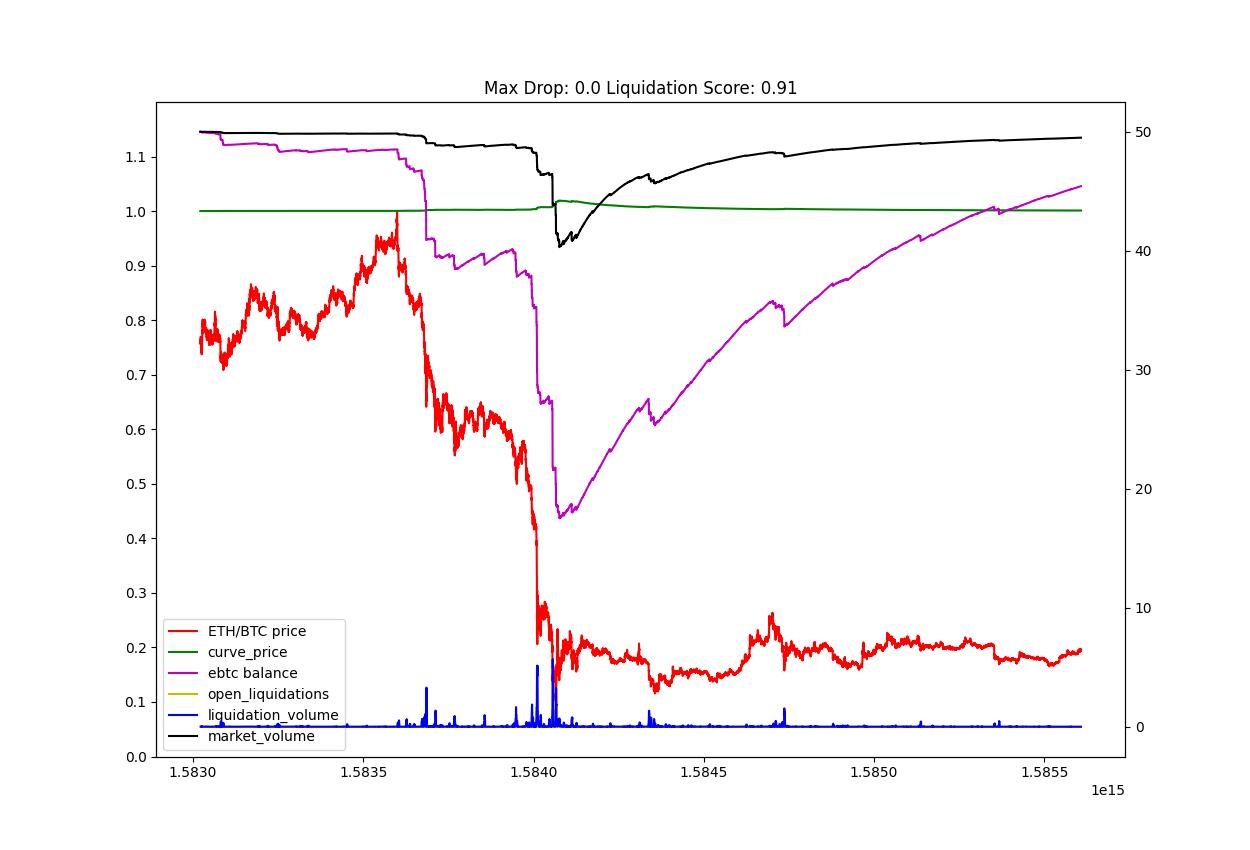 Max Drop: 0.0 Liquidation Score: 0.91
1.1
1.0
0.9
0.8
0.7
0.6
0.5
0.4
0.3
0.2
0.1
0.0
50
40
30
20
10
0
ETH/BTC price
curve_price
ebtc balance
open_liquidations
liquidation_volume
market_volume
1.5830 1.5835 1.5840 1.5845 1.5850 1.5855
1e15